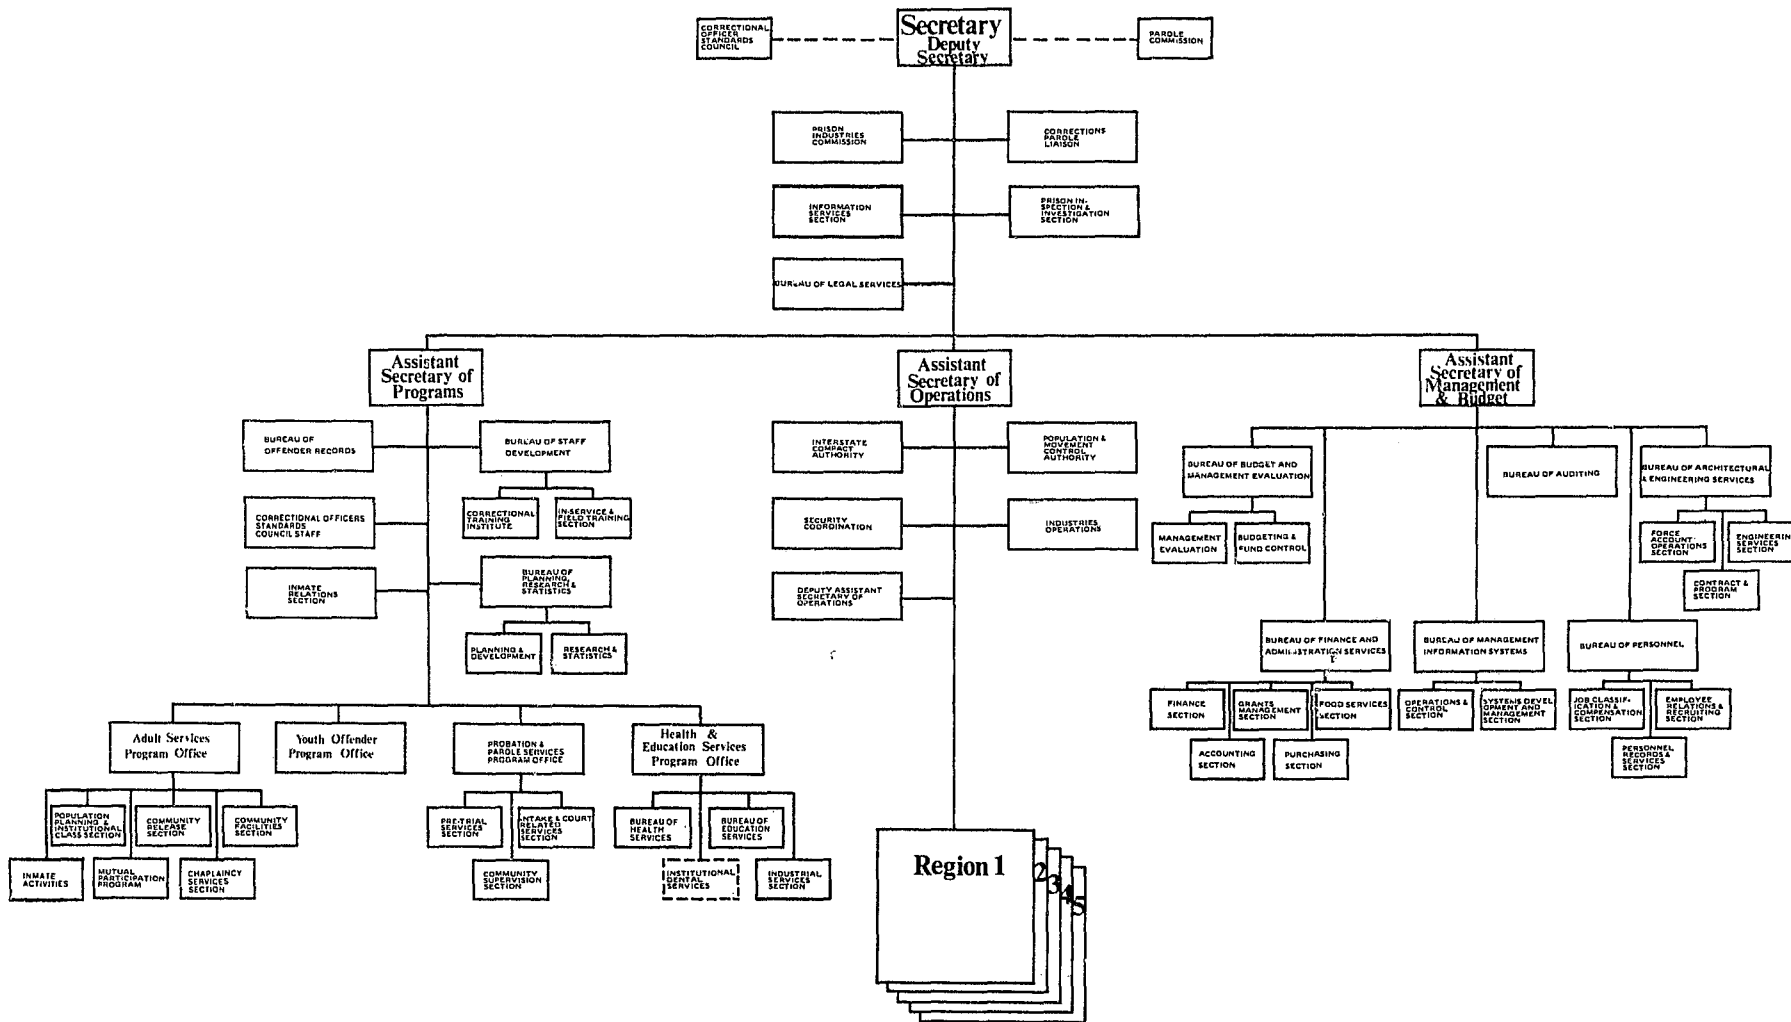 CORRECTIONAL
OFFICER
STANDARDS
COUNCIL
Secretary
Deputy
Secretary
PAROLE
COMMISSION
PRISON
INDUSTRIES
COMMISSION
CORRECTIONS
PAROLE
LIAISON
INFORMATION
SERVICES
SECTION
PRISON IN-
SPECTION &
INVESTIGATION
SECTION
BUREAU OF LEGAL SERVICES
Assistant
Secretary of
Programs
Assistant
Secretary of
Operations
Assistant
Secretary of
Management
& Budget
BUREAU OF
OFFENDER RECORDS
BUREAU OF STAFF
DEVELOPMENT
CORRECTIONAL
TRAINING
INSTITUTE
IN-SERVICE &
FIELD TRAINING
SECTION
CORRECTIONAL OFFICERS
STANDARDS
COUNCIL STAFF
INMATE
RELATIONS
SECTION
BUREAU OF
PLANNING,
RESEARCH &
STATISTICS
PLANNING &
DEVELOPMENT
RESEARCH &
STATISTICS
INTERSTATE
COMPACT
AUTHORITY
POPULATION &
MOVEMENT
CONTROL
AUTHORITY
SECURITY
COORDINATION
INDUSTRIES
OPERATIONS
DEPUTY ASSISTANT
SECRETARY OF
OPERATIONS
BUREAU OF BUDGET AND
MANAGEMENT EVALUATION
BUREAU OF AUDITING
BUREAU OF ARCHITECTURAL
& ENGINEERING SERVICES
MANAGEMENT
EVALUATION
BUDGETING &
FUND CONTROL
FORCE
ACCOUNT-
OPERATIONS
SECTION
ENGINEERING
SERVICES
SECTION
CONTRACT &
PROGRAM
SECTION
BUREAU OF FINANCE AND
ADMINISTRATION SERVICES
BUREAU OF MANAGEMENT
INFORMATION SYSTEMS
BUREAU OF PERSONNEL
FINANCE
SECTION
GRANTS
MANAGEMENT
SECTION
FOOD SERVICES
SECTION
ACCOUNTING
SECTION
PURCHASING
SECTION
OPERATIONS &
CONTROL
SECTION
SYSTEMS DEVEL
OPMENT AND
MANAGEMENT
SECTION
JOB CLASSIF-
ICATION &
COMPENSATION
SECTION
EMPLOYEE
RELATIONS &
RECRUITING
SECTION
PERSONNEL
RECORDS &
SERVICES
SECTION
Adult Services
Program Office
Youth Offender
Program Office
PROBATION &
PAROLE SERVICES
PROGRAM OFFICE
Health &
Education Services
Program Office
POPULATION
PLANNING &
INSTITUTIONAL
CLASS SECTION
COMMUNITY
RELEASE
SECTION
COMMUNITY
FACILITIES
SECTION
INMATE
ACTIVITIES
MUTUAL
PARTICIPATION
PROGRAM
CHAPLAINCY
SERVICES
SECTION
PRE-TRIAL
SERVICES
SECTION
INTAKE & COURT
RELATED
SERVICES
SECTION
COMMUNITY
SUPERVISION
SECTION
BUREAU OF
HEALTH
SERVICES
BUREAU OF
EDUCATION
SERVICES
INSTITUTIONAL
DENTAL
SERVICES
INDUSTRIAL
SERVICES
SECTION
Region 1
2
3
4
5